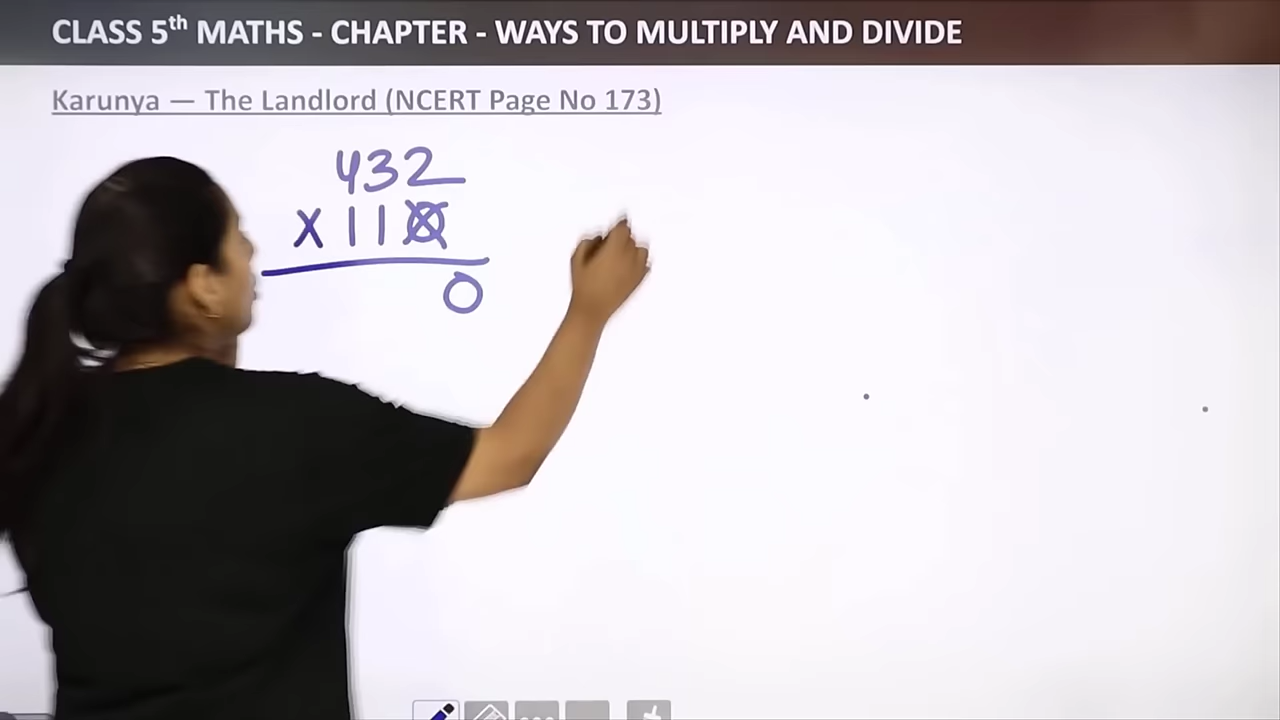 CLASS 5th MATHS - CHAPTER - WAYS TO MULTIPLY AND DIVIDE
Karunya — The Landlord (NCERT Page No 173)
432
X 110
0